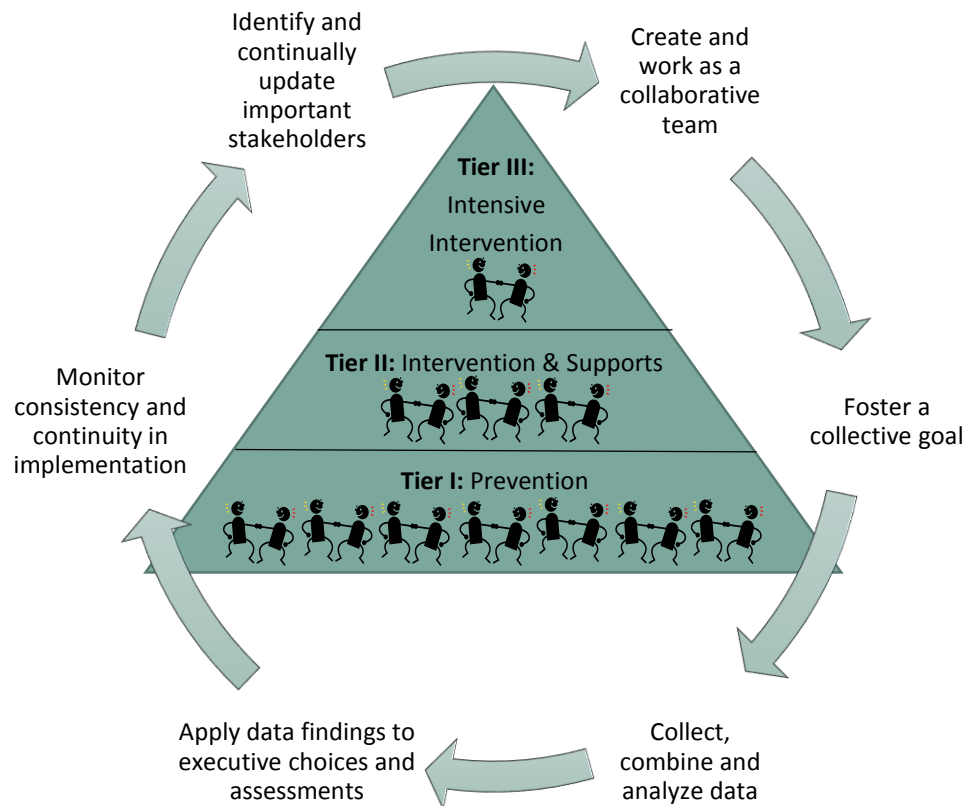 Identify and
continually
update
important
stakeholders
Create and
work as a
collaborative
team
Tier III:
Intensive
Intervention
Tier II: Intervention & Supports
Tier I: Prevention
Foster a
collective goal
Collect,
combine and
analyze data
Apply data findings to
executive choices and
assessments
Monitor
consistency and
continuity in
implementation